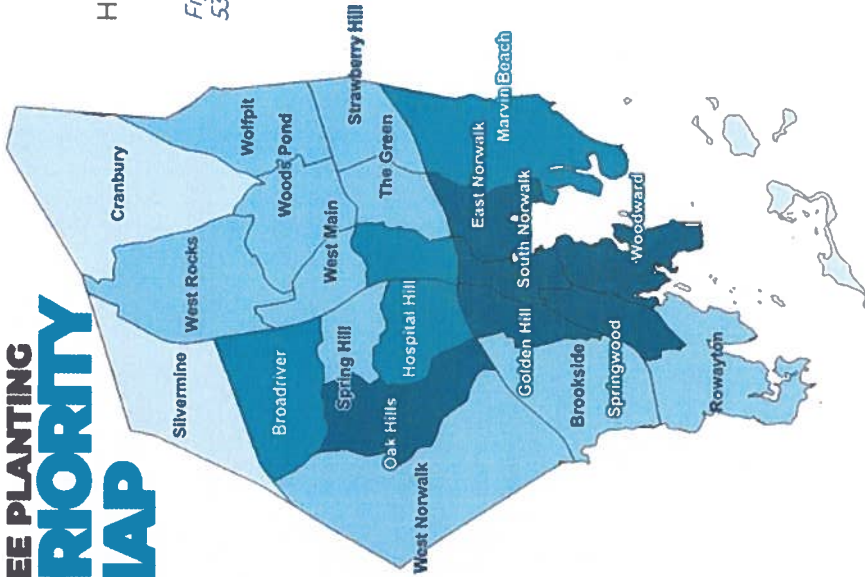 EE PLANTING
RIORITY
IAP
H
53
Cranbury
Wolfpit
Woods Pond
Strawberry Hill
The Green
West Rocks
West Main
Silvermine
Broadriver
Spring Hill
Hospital Hill
Oak Hills
West Norwalk
East Norwalk
Marvin Beach
South Norwalk
Woodward
Golden Hill
Brookside
Springwood
Rowayton